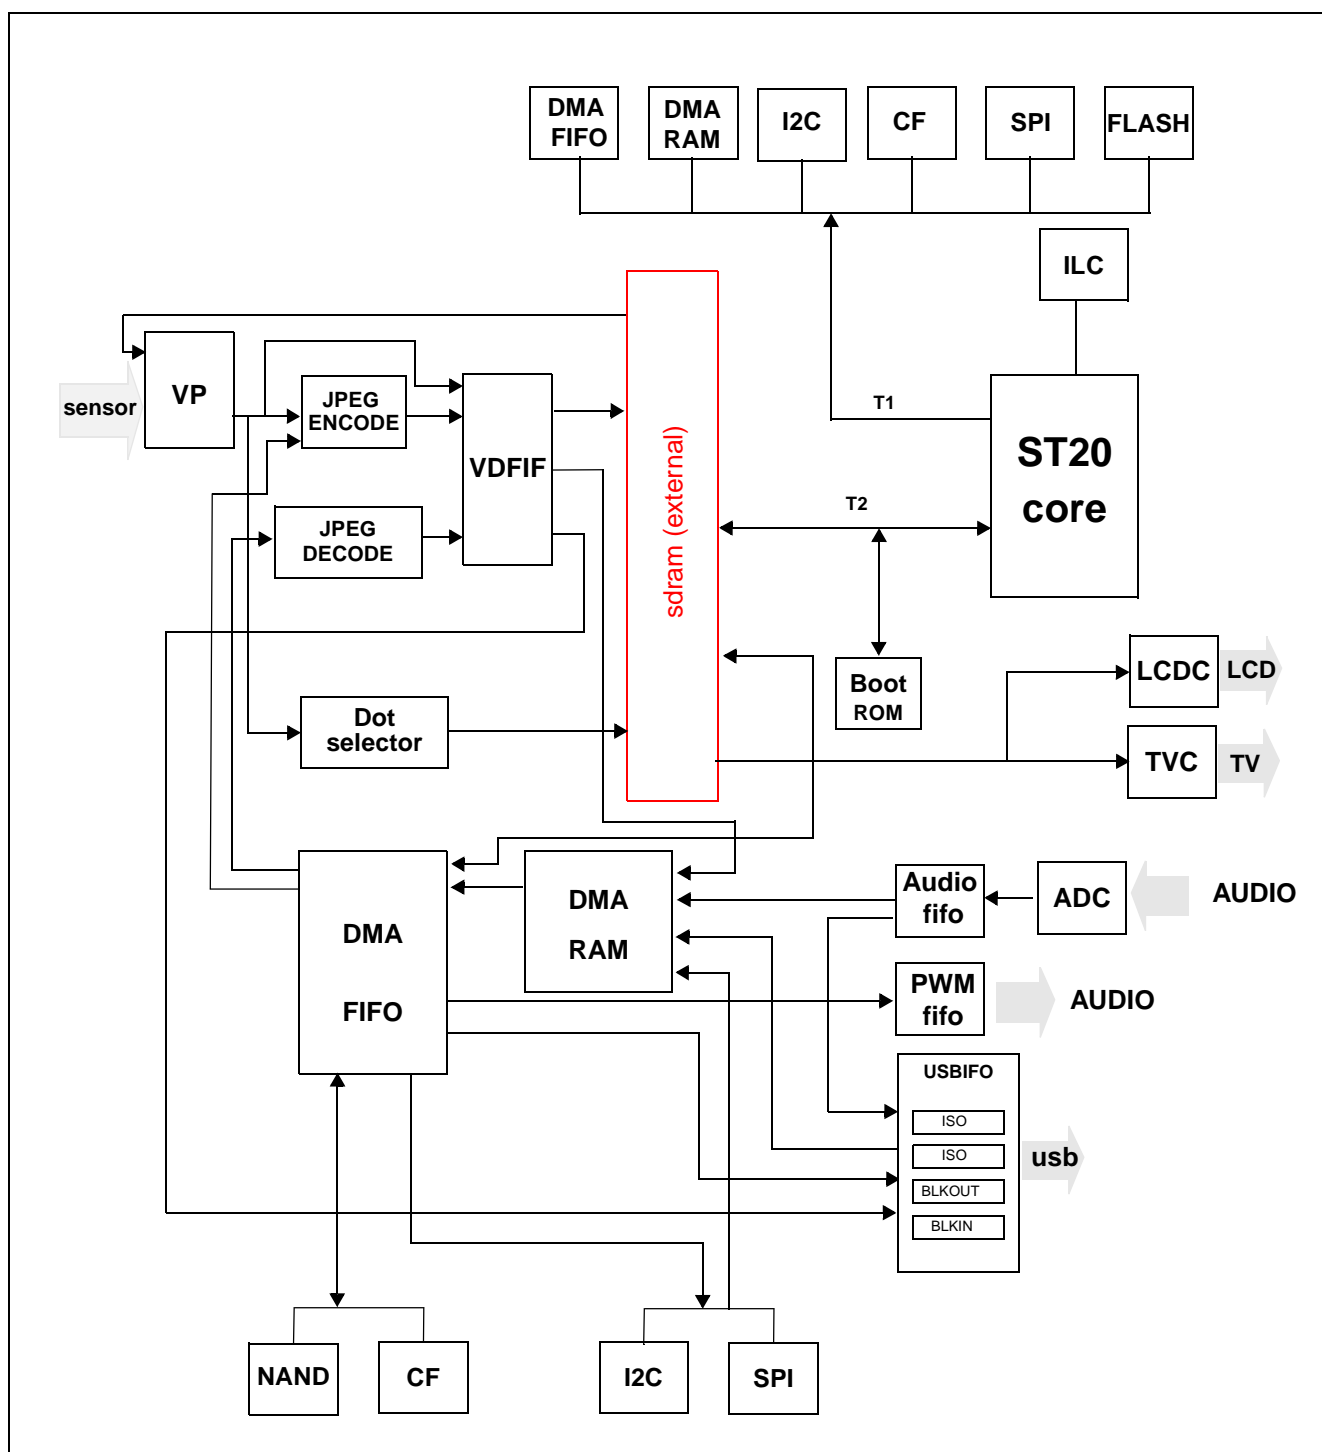 DMA
FIFO
DMA
RAM
I2C
CF
SPI
FLASH
ILC
sensor
VP
JPEG
ENCODE
VDFIF
JPEG
DECODE
sdram (external)
T1
T2
ST20
core
Boot
ROM
LCDC
LCD
TVC
TV
Dot
selector
DMA
FIFO
DMA
RAM
Audio
fifo
ADC
AUDIO
PWM
fifo
AUDIO
USBIFO
ISO
ISO
BLKOUT
BLKIN
usb
NAND
CF
I2C
SPI